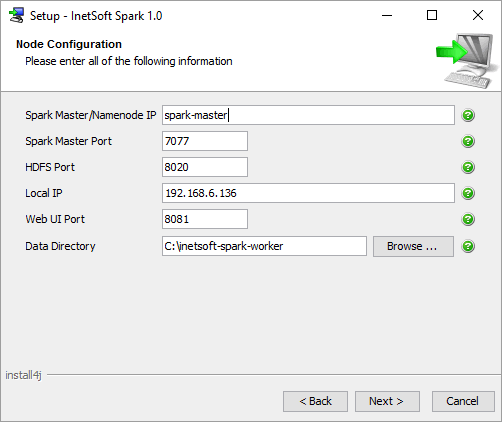 Setup - InetSoft Spark 1.0
Node Configuration
Please enter all of the following information
Spark Master/Namenode IP spark-master
Spark Master Port 7077
HDFS Port 8020
Local IP 192.168.6.136
Web UI Port 8081
Data Directory C:\inetsoft-spark-worker Browse ...
install4j
< Back Next > Cancel